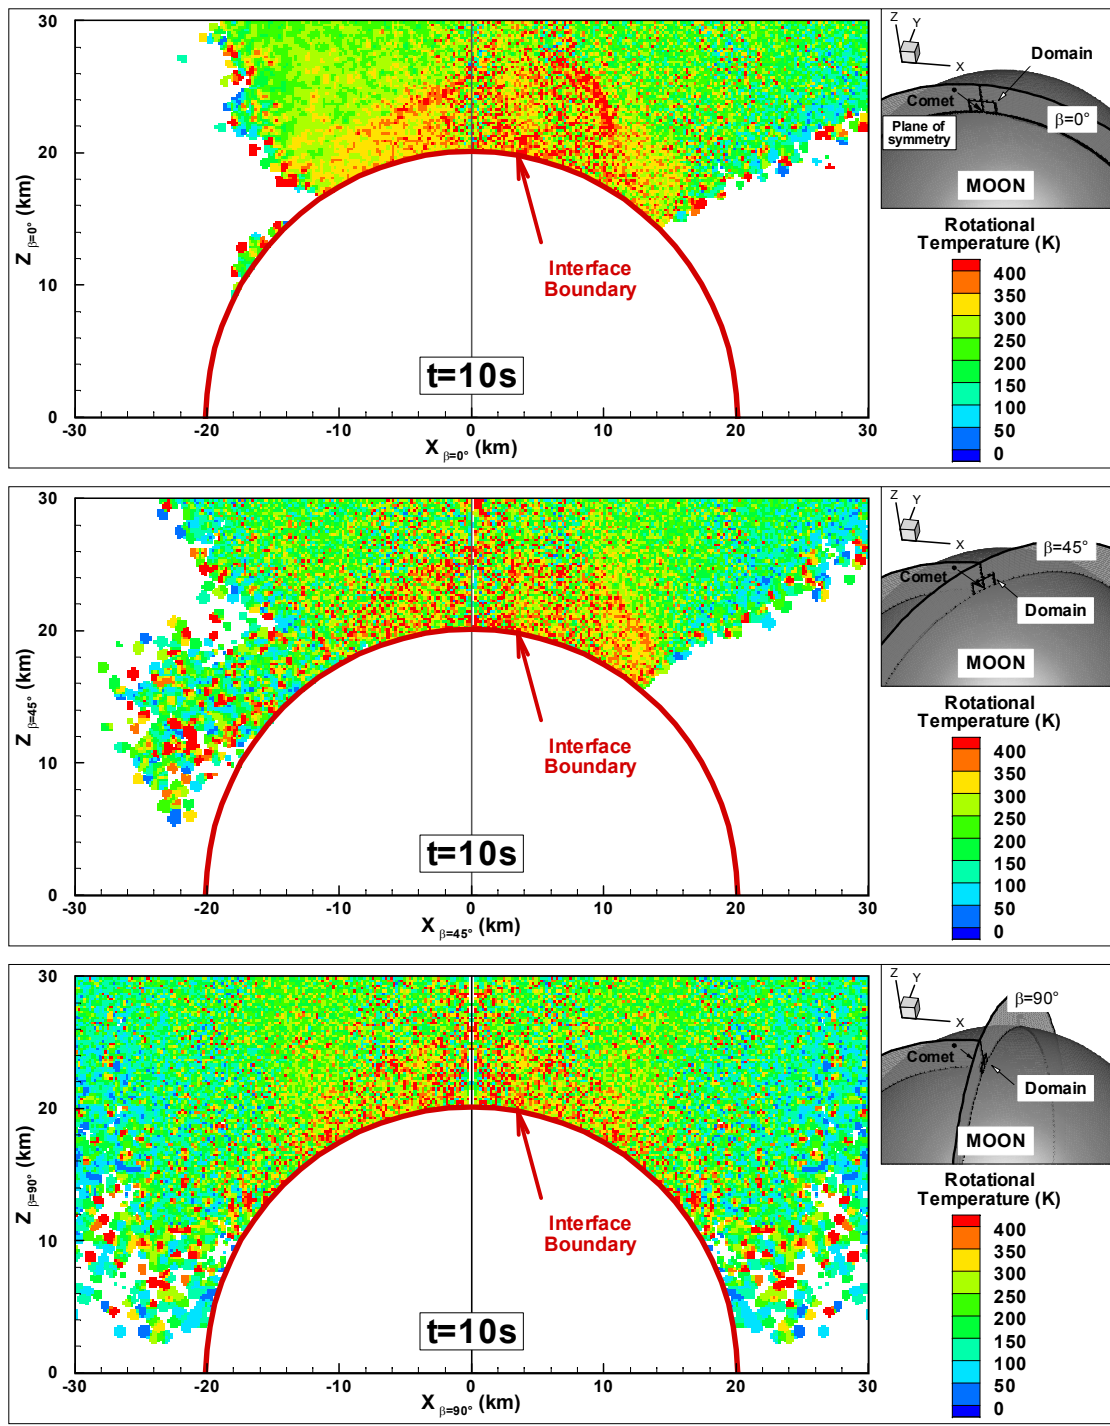 30
20
10
0
Z β=0° (km)
-30 -20 -10 0 10 20 30
X β=0° (km)
Interface
Boundary
t=10s
Z
Y
X
Domain
Comet
β=0°
Plane of
symmetry
MOON
Rotational
Temperature (K)
400
350
300
250
200
150
100
50
0
30
20
10
0
Z β=45° (km)
-30 -20 -10 0 10 20 30
X β=45° (km)
Interface
Boundary
t=10s
Z
Y
X
β=45°
Comet
Domain
MOON
Rotational
Temperature (K)
400
350
300
250
200
150
100
50
0
30
20
10
0
Z β=90° (km)
-30 -20 -10 0 10 20 30
X β=90° (km)
Interface
Boundary
t=10s
Z
Y
X
β=90°
Comet
Domain
MOON
Rotational
Temperature (K)
400
350
300
250
200
150
100
50
0